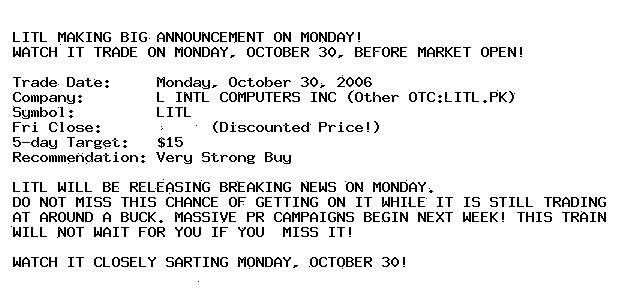 LITL MAKING BIG ANNOUNCEMENT ON MONDAY!
WATCH IT TRADE ON MONDAY, OCTOBER 30, BEFORE MARKET OPEN!
Trade Date: Monday, October 30, 2006
Company: L INTL COMPUTERS INC (Other OTC:LITL.PK)
Symbol: LITL
Fri Close: (Discounted Price!)
5-day Target: $15
Recommendation: Very Strong Buy
LITL WILL BE RELEASING BREAKING NEWS ON MONDAY.
DO NOT MISS THIS CHANCE OF GETTING ON IT WHILE IT IS STILL TRADING
AT AROUND A BUCK. MASSIVE PR CAMPAIGNS BEGIN NEXT WEEK! THIS TRAIN
WILL NOT WAIT FOR YOU IF YOU MISS IT!
WATCH IT CLOSELY SARTING MONDAY, OCTOBER 30!